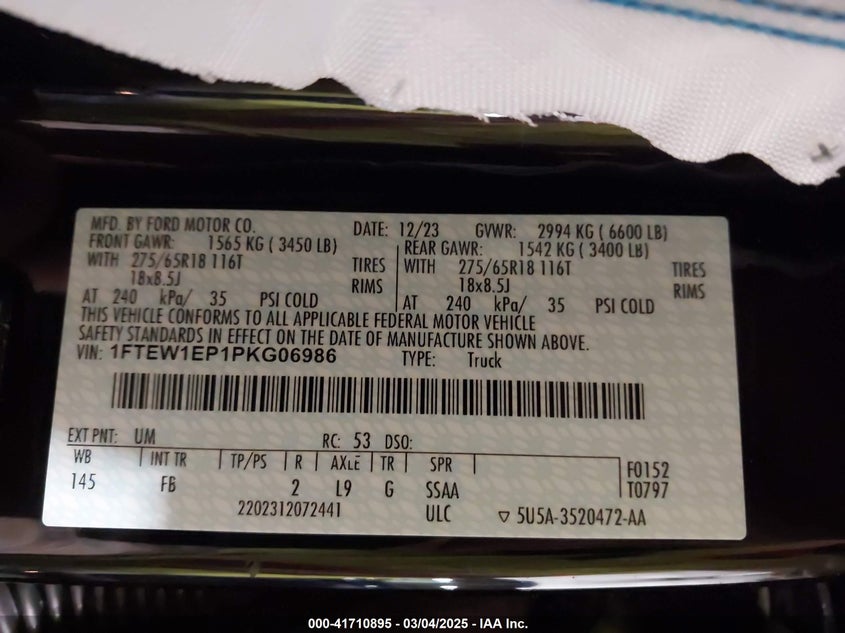 MFD. BY FORD MOTOR CO. DATE: 12/23 GVWR: 2994 KG ( 6600 LB)
FRONT GAWR: 1565 KG ( 3450 LB) REAR GAWR: 1542 KG ( 3400 LB)
WITH 275/65R18 116T TIRES WITH 275/65R18 116T TIRES
18x8.5J RIMS 18x8.5J RIMS
AT 240 kPa/ 35 PSI COLD AT 240 kPa/ 35 PSI COLD
THIS VEHICLE CONFORMS TO ALL APPLICABLE FEDERAL MOTOR VEHICLE
SAFETY STANDARDS IN EFFECT ON THE DATE OF MANUFACTURE SHOWN ABOVE.
VIN: 1FTEW1EP1PKG06986 TYPE: Truck
EXT PNT: UM RC: 53 DSO:
WB INT TR TP/PS R AXLE TR SPR F0152
145 FB 2 L9 G SSAA T0797
2202312072441 ULC ▽ 5U5A-3520472-AA
000-41710895 - 03/04/2025 - IAA Inc.